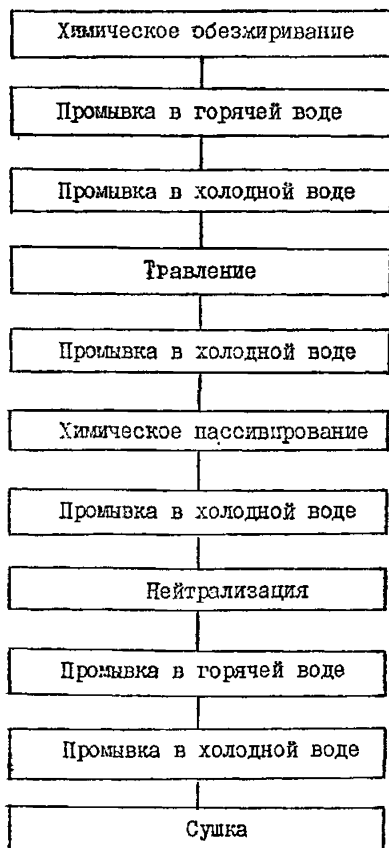 Химическое обезжиривание
Промывка в горячей воде
Промывка в холодной воде
Травление
Промывка в холодной воде
Химическое пассивирование
Промывка в холодной воде
Нейтрализация
Промывка в горячей воде
Промывка в холодной воде
Сушка